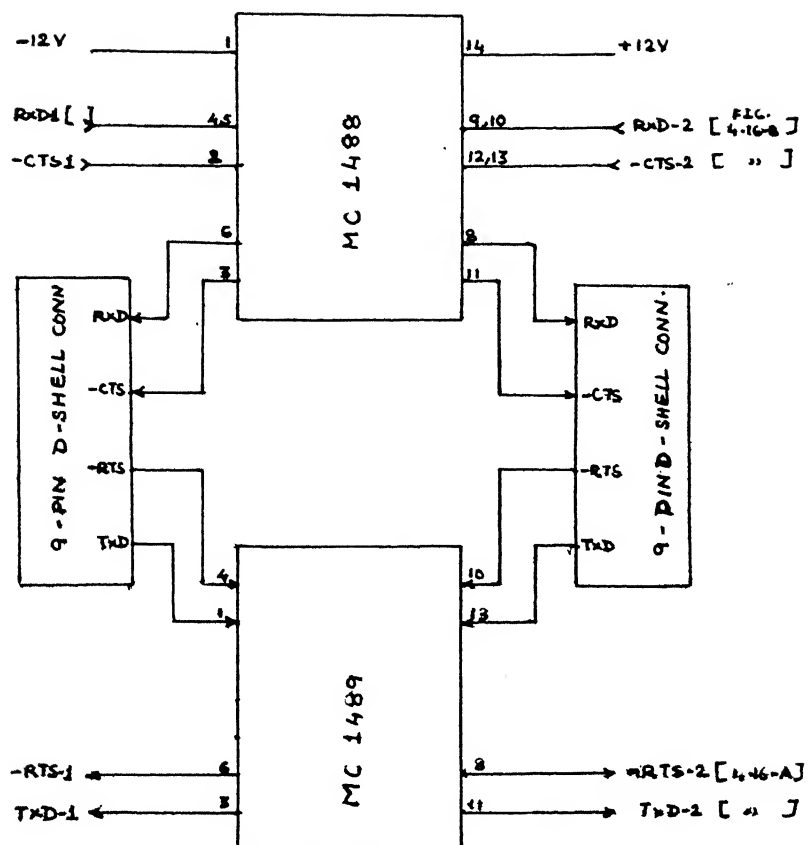 -12V
1
14
+12V
RXD1 [ ]
4,5
9,10
RXD-2 [ FIG. 4-16-B ]
-CTS1
2
12,13
-CTS-2 [ " ]
MC 1488
6
8
3
11
9-PIN D-SHELL CONN
RXD
-CTS
-RTS
TXD
9-PIN D-SHELL CONN.
RXD
-CTS
-RTS
TXD
4
10
1
13
MC 1489
-RTS-1
6
8
-RTS-2 [4-16-A]
TXD-1
3
11
TXD-2 [ " ]